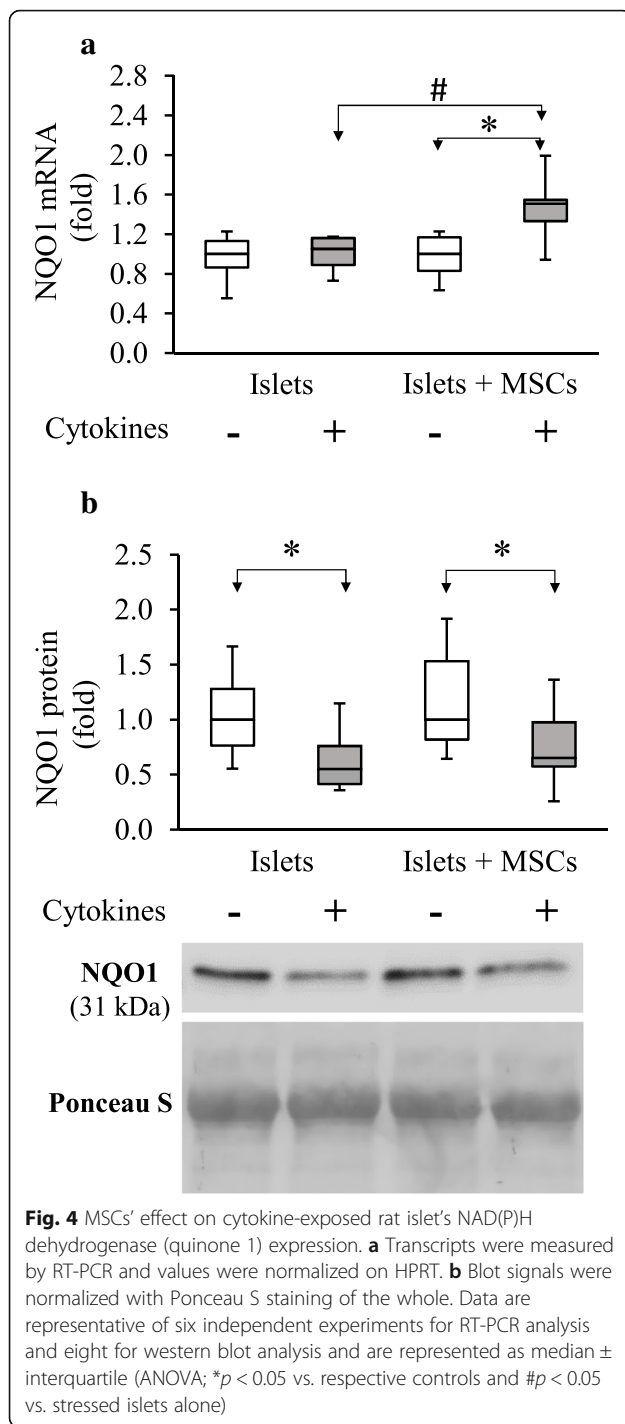 a
#
*
2.8
2.4
2.0
1.6
1.2
0.8
0.4
0.0
NQO1 mRNA
(fold)
Islets Islets + MSCs
Cytokines - + - +
b
* *
2.5
2.0
1.5
1.0
0.5
0.0
NQO1 protein
(fold)
Islets Islets + MSCs
Cytokines - + - +
NQO1
(31 kDa)
Ponceau S
Fig. 4 MSCs' effect on cytokine-exposed rat islet's NAD(P)H
dehydrogenase (quinone 1) expression. a Transcripts were measured
by RT-PCR and values were normalized on HPRT. b Blot signals were
normalized with Ponceau S staining of the whole. Data are
representative of six independent experiments for RT-PCR analysis
and eight for western blot analysis and are represented as median ±
interquartile (ANOVA; *p < 0.05 vs. respective controls and #p < 0.05
vs. stressed islets alone)